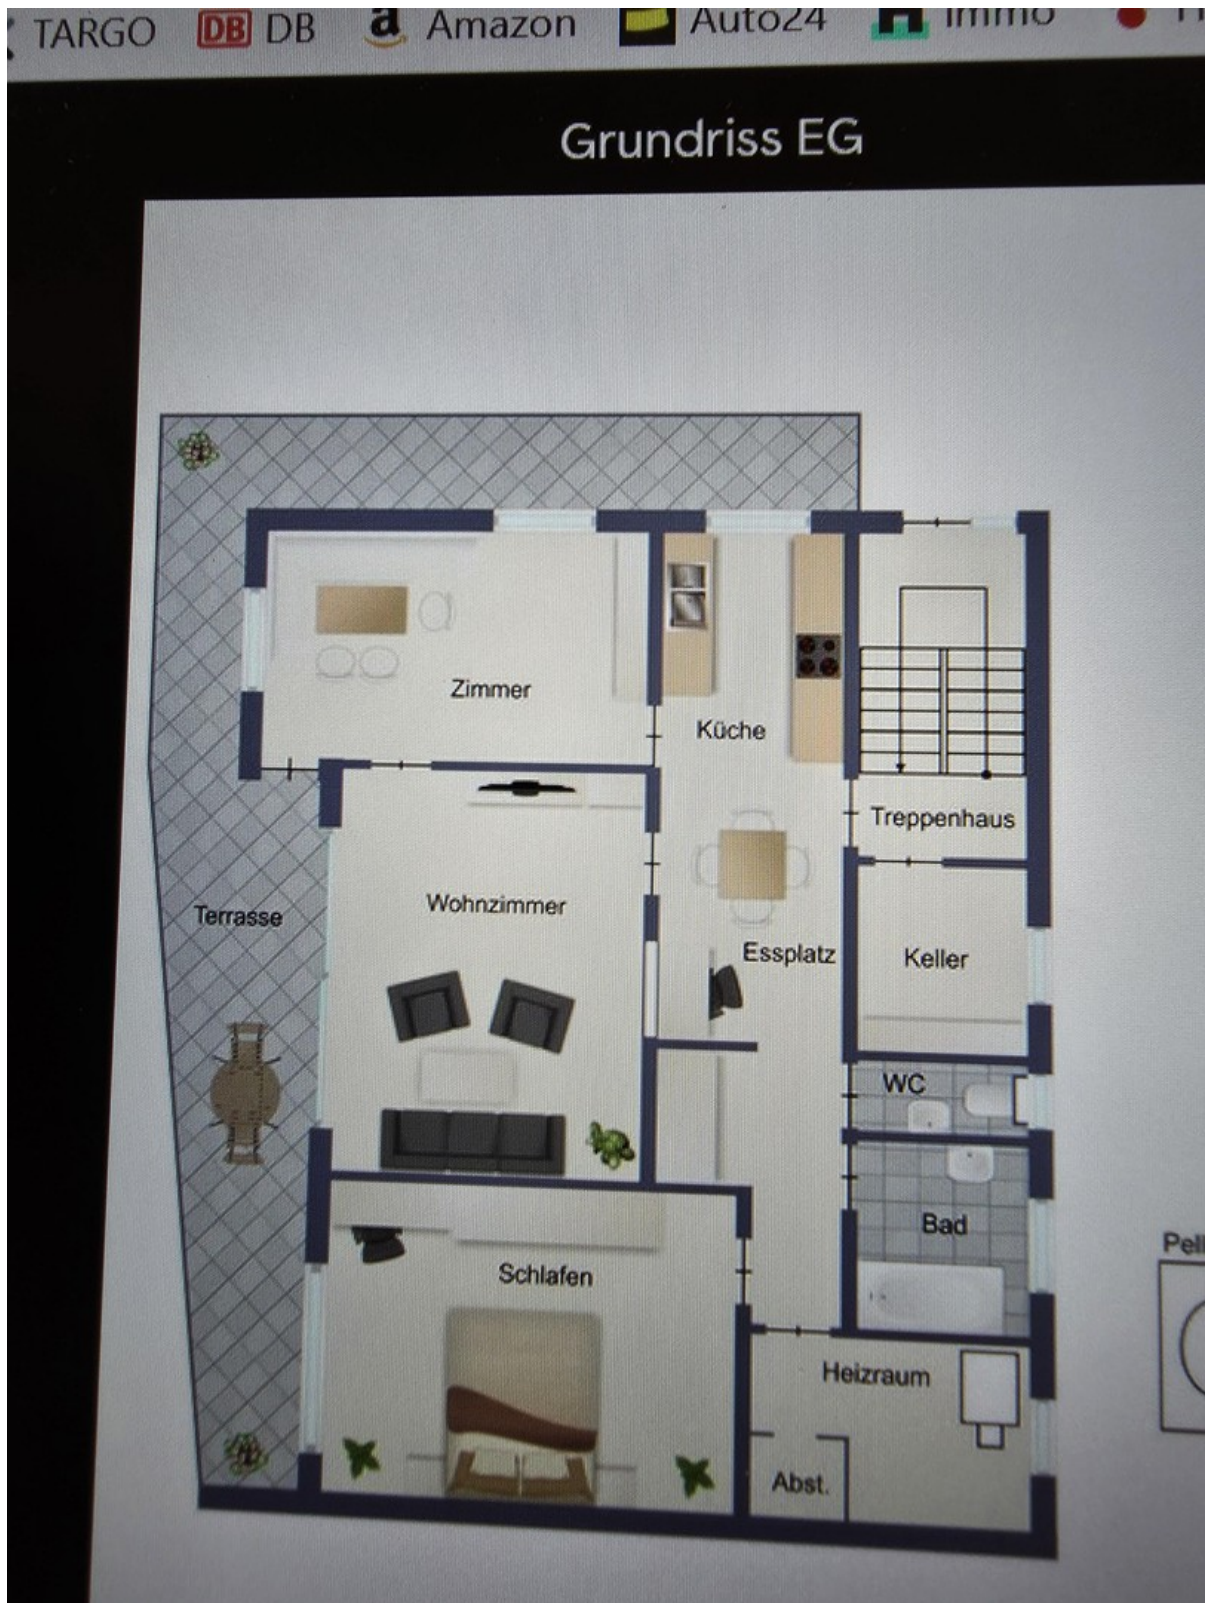 TARGO DB DB a Amazon Auto24 Immo
Grundriss EG
Zimmer
Küche
Treppenhaus
Wohnzimmer
Terrasse
Essplatz
Keller
WC
Bad
Schlafen
Heizraum
Abst.